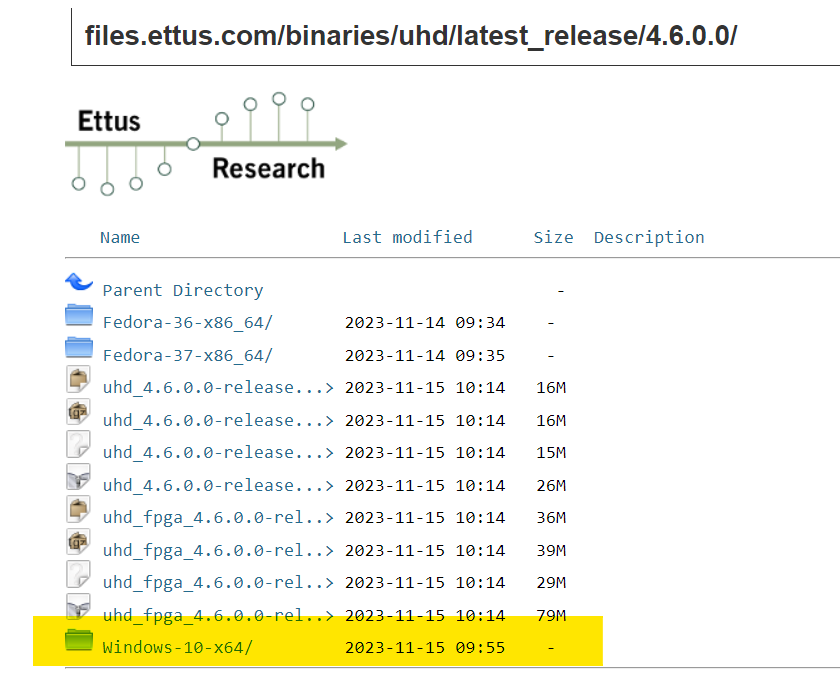 files.ettus.com/binaries/uhd/latest_release/4.6.0.0/
Ettus
Research
Name Last modified Size Description
Parent Directory -
Fedora-36-x86_64/ 2023-11-14 09:34 -
Fedora-37-x86_64/ 2023-11-14 09:35 -
uhd_4.6.0.0-release...> 2023-11-15 10:14 16M
uhd_4.6.0.0-release...> 2023-11-15 10:14 16M
uhd_4.6.0.0-release...> 2023-11-15 10:14 15M
uhd_4.6.0.0-release...> 2023-11-15 10:14 26M
uhd_fpga_4.6.0.0-rel..> 2023-11-15 10:14 36M
uhd_fpga_4.6.0.0-rel..> 2023-11-15 10:14 39M
uhd_fpga_4.6.0.0-rel..> 2023-11-15 10:14 29M
uhd_fpga_4.6.0.0-rel..> 2023-11-15 10:14 79M
Windows-10-x64/ 2023-11-15 09:55 -